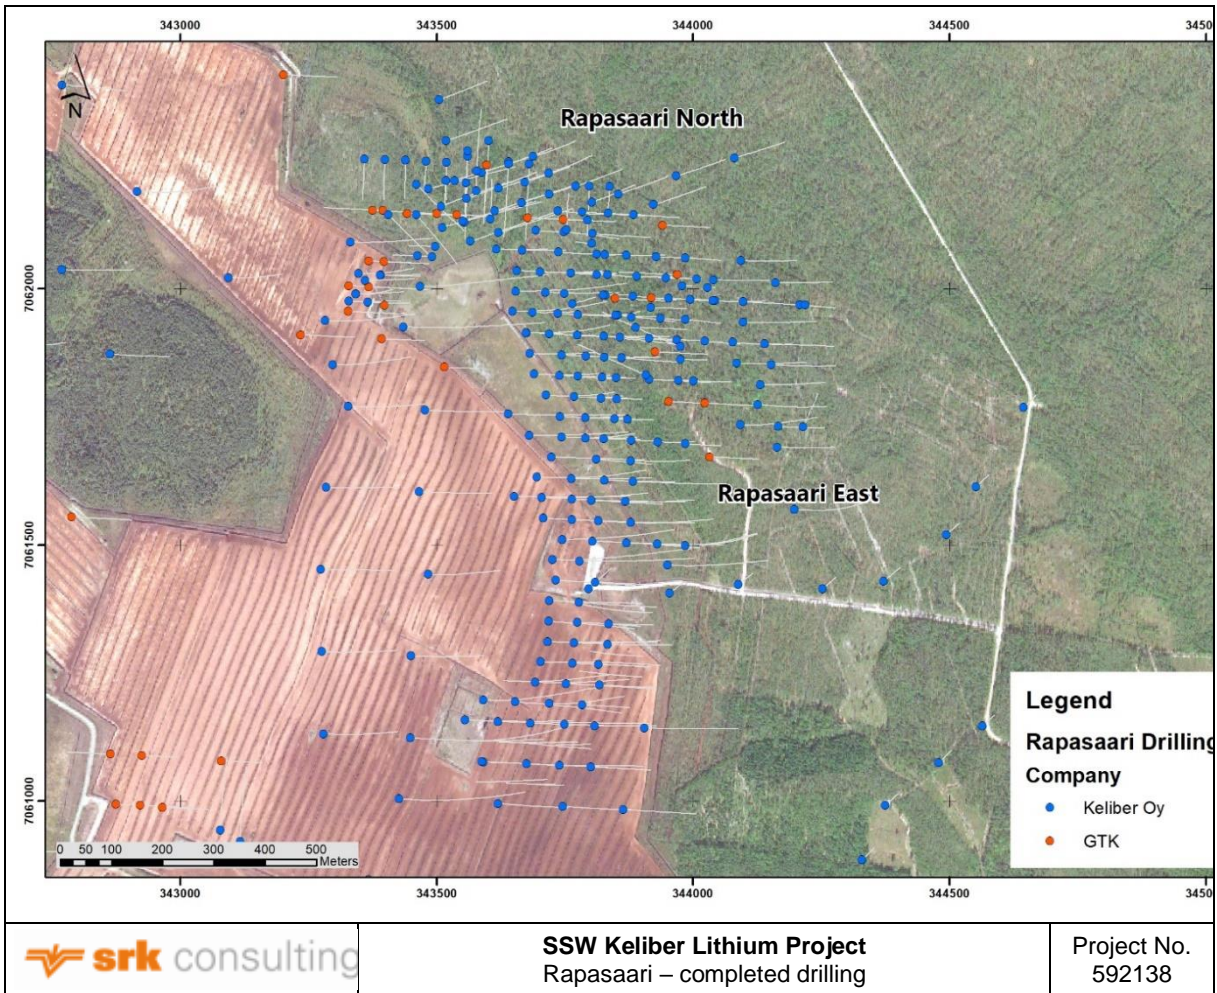 343000 343500 344000 344500 3450
N
Rapasaari North
7062000
Rapasaari East
7061500
7061000
Legend
Rapasaari Drilling
Company
Keliber Oy
GTK
0 50 100 200 300 400 500
Meters
343000 343500 344000 344500 3450
srk consulting
SSW Keliber Lithium Project
Rapasaari – completed drilling
Project No.
592138